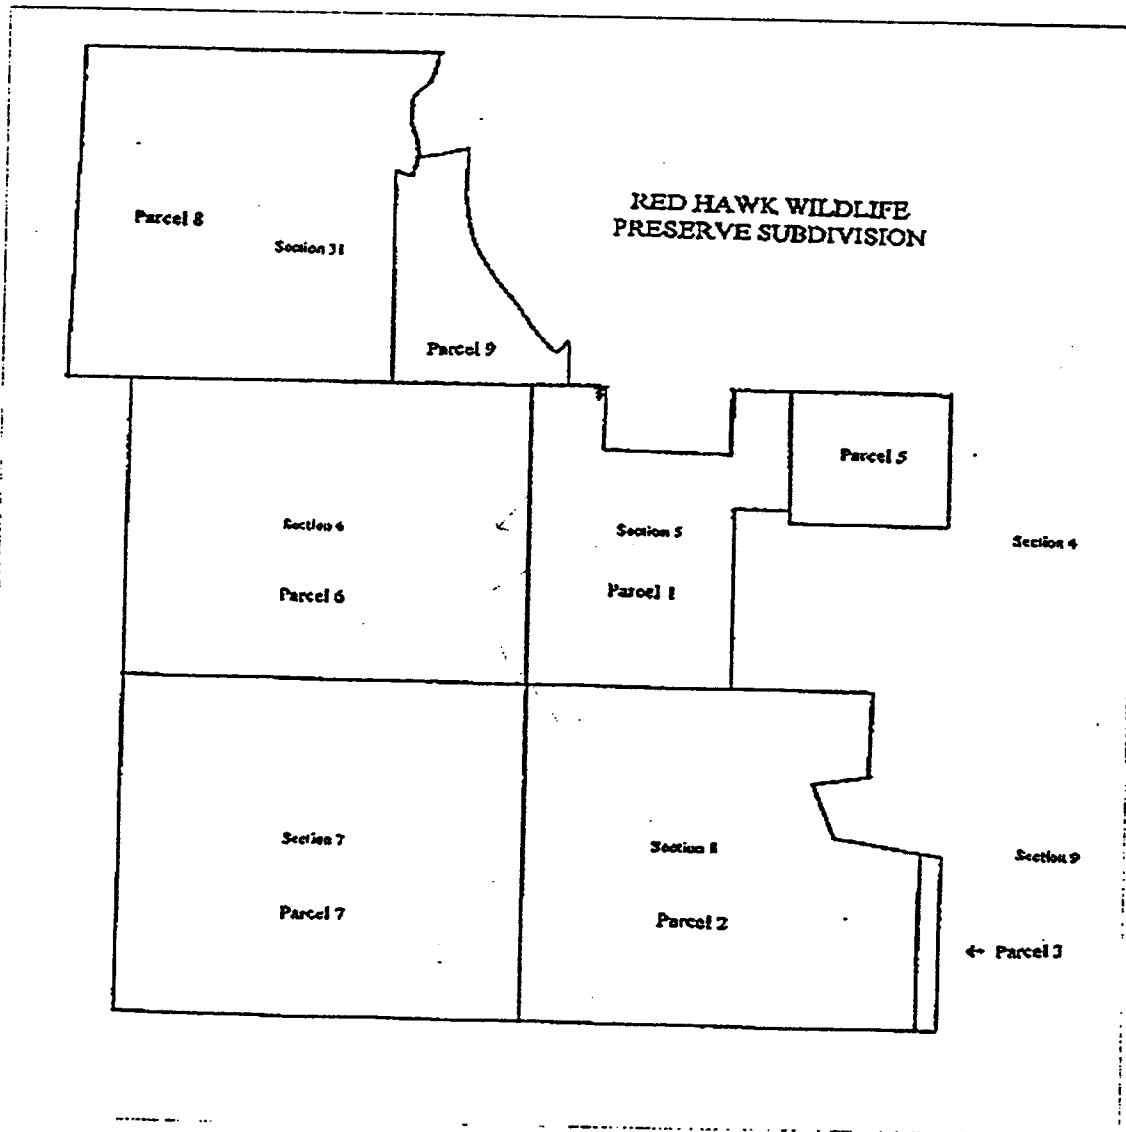 RED HAWK WILDLIFE
PRESERVE SUBDIVISION
Parcel 8
Section 31
Parcel 9
Parcel 5
Section 6
Section 5
Section 4
Parcel 6
Parcel 1
Section 7
Section 8
Section 9
Parcel 7
Parcel 2
← Parcel 3